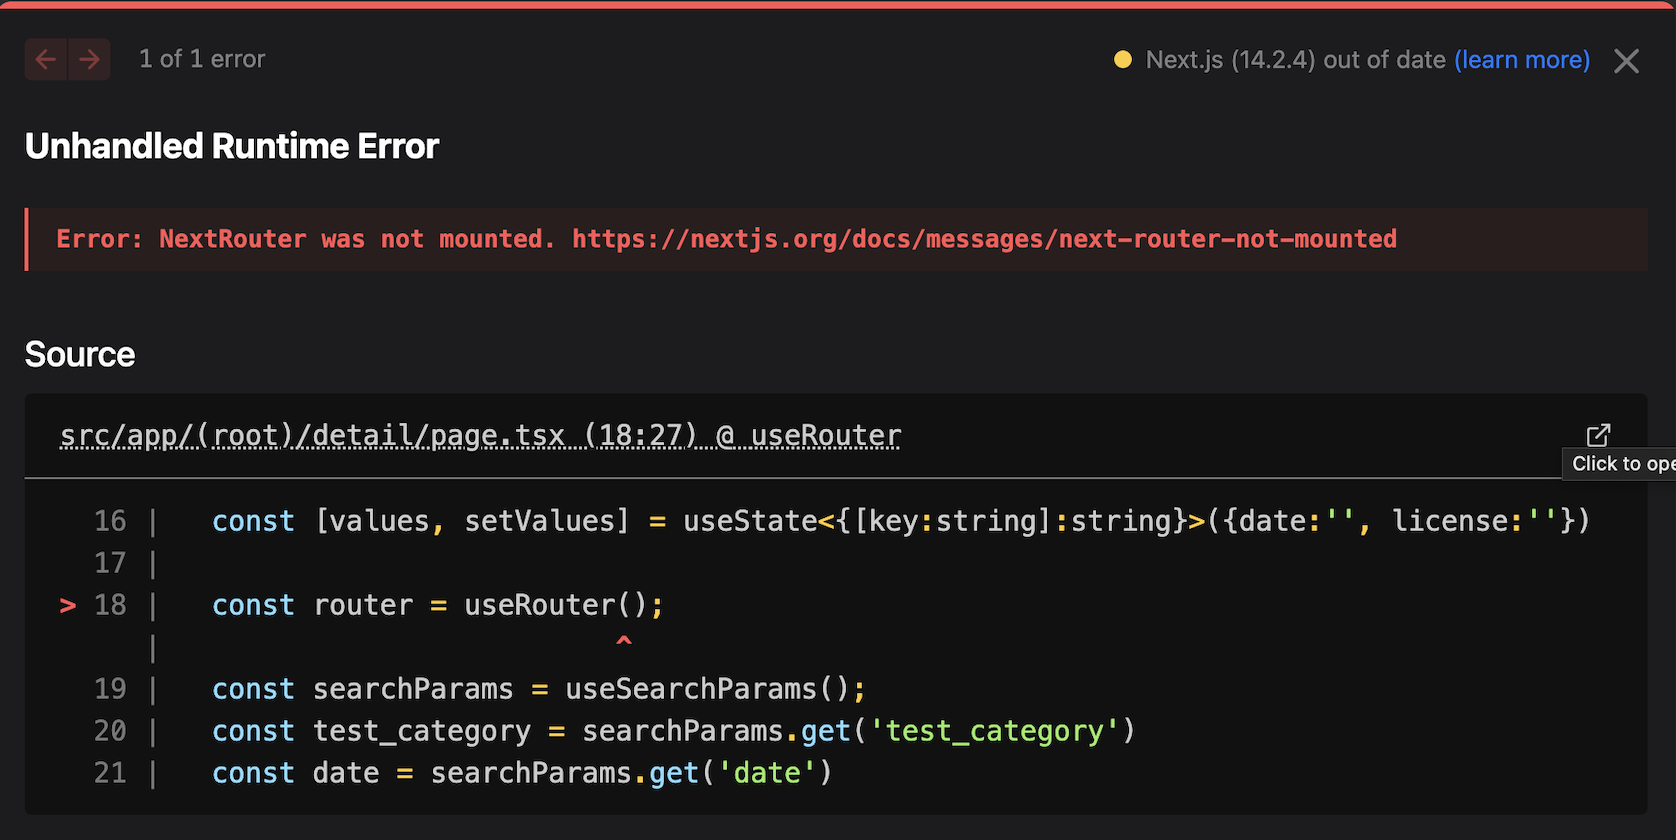 1 of 1 error
Next.js (14.2.4) out of date (learn more)
Unhandled Runtime Error
Error: NextRouter was not mounted. https://nextjs.org/docs/messages/next-router-not-mounted
Source
src/app/(root)/detail/page.tsx (18:27) @ useRouter
Click to ope
16 |   const [values, setValues] = useState<{[key:string]:string}>({date:'', license:''})
17 |
> 18 |   const router = useRouter();
|                           ^
19 |   const searchParams = useSearchParams();
20 |   const test_category = searchParams.get('test_category')
21 |   const date = searchParams.get('date')